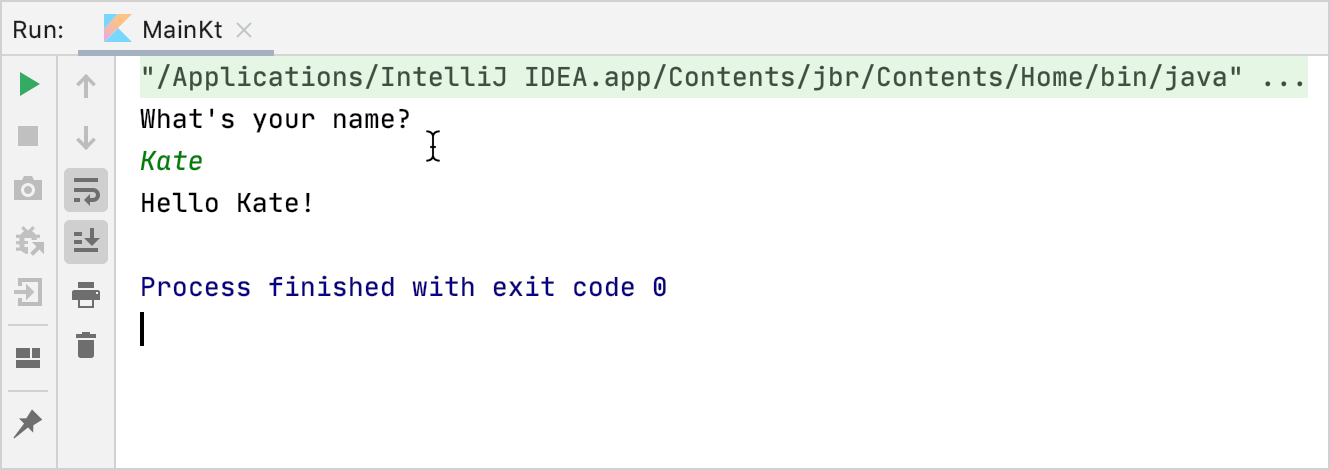 Run: MainKt
"/Applications/IntelliJ IDEA.app/Contents/jbr/Contents/Home/bin/java" ...
What's your name?
Kate
Hello Kate!
Process finished with exit code 0